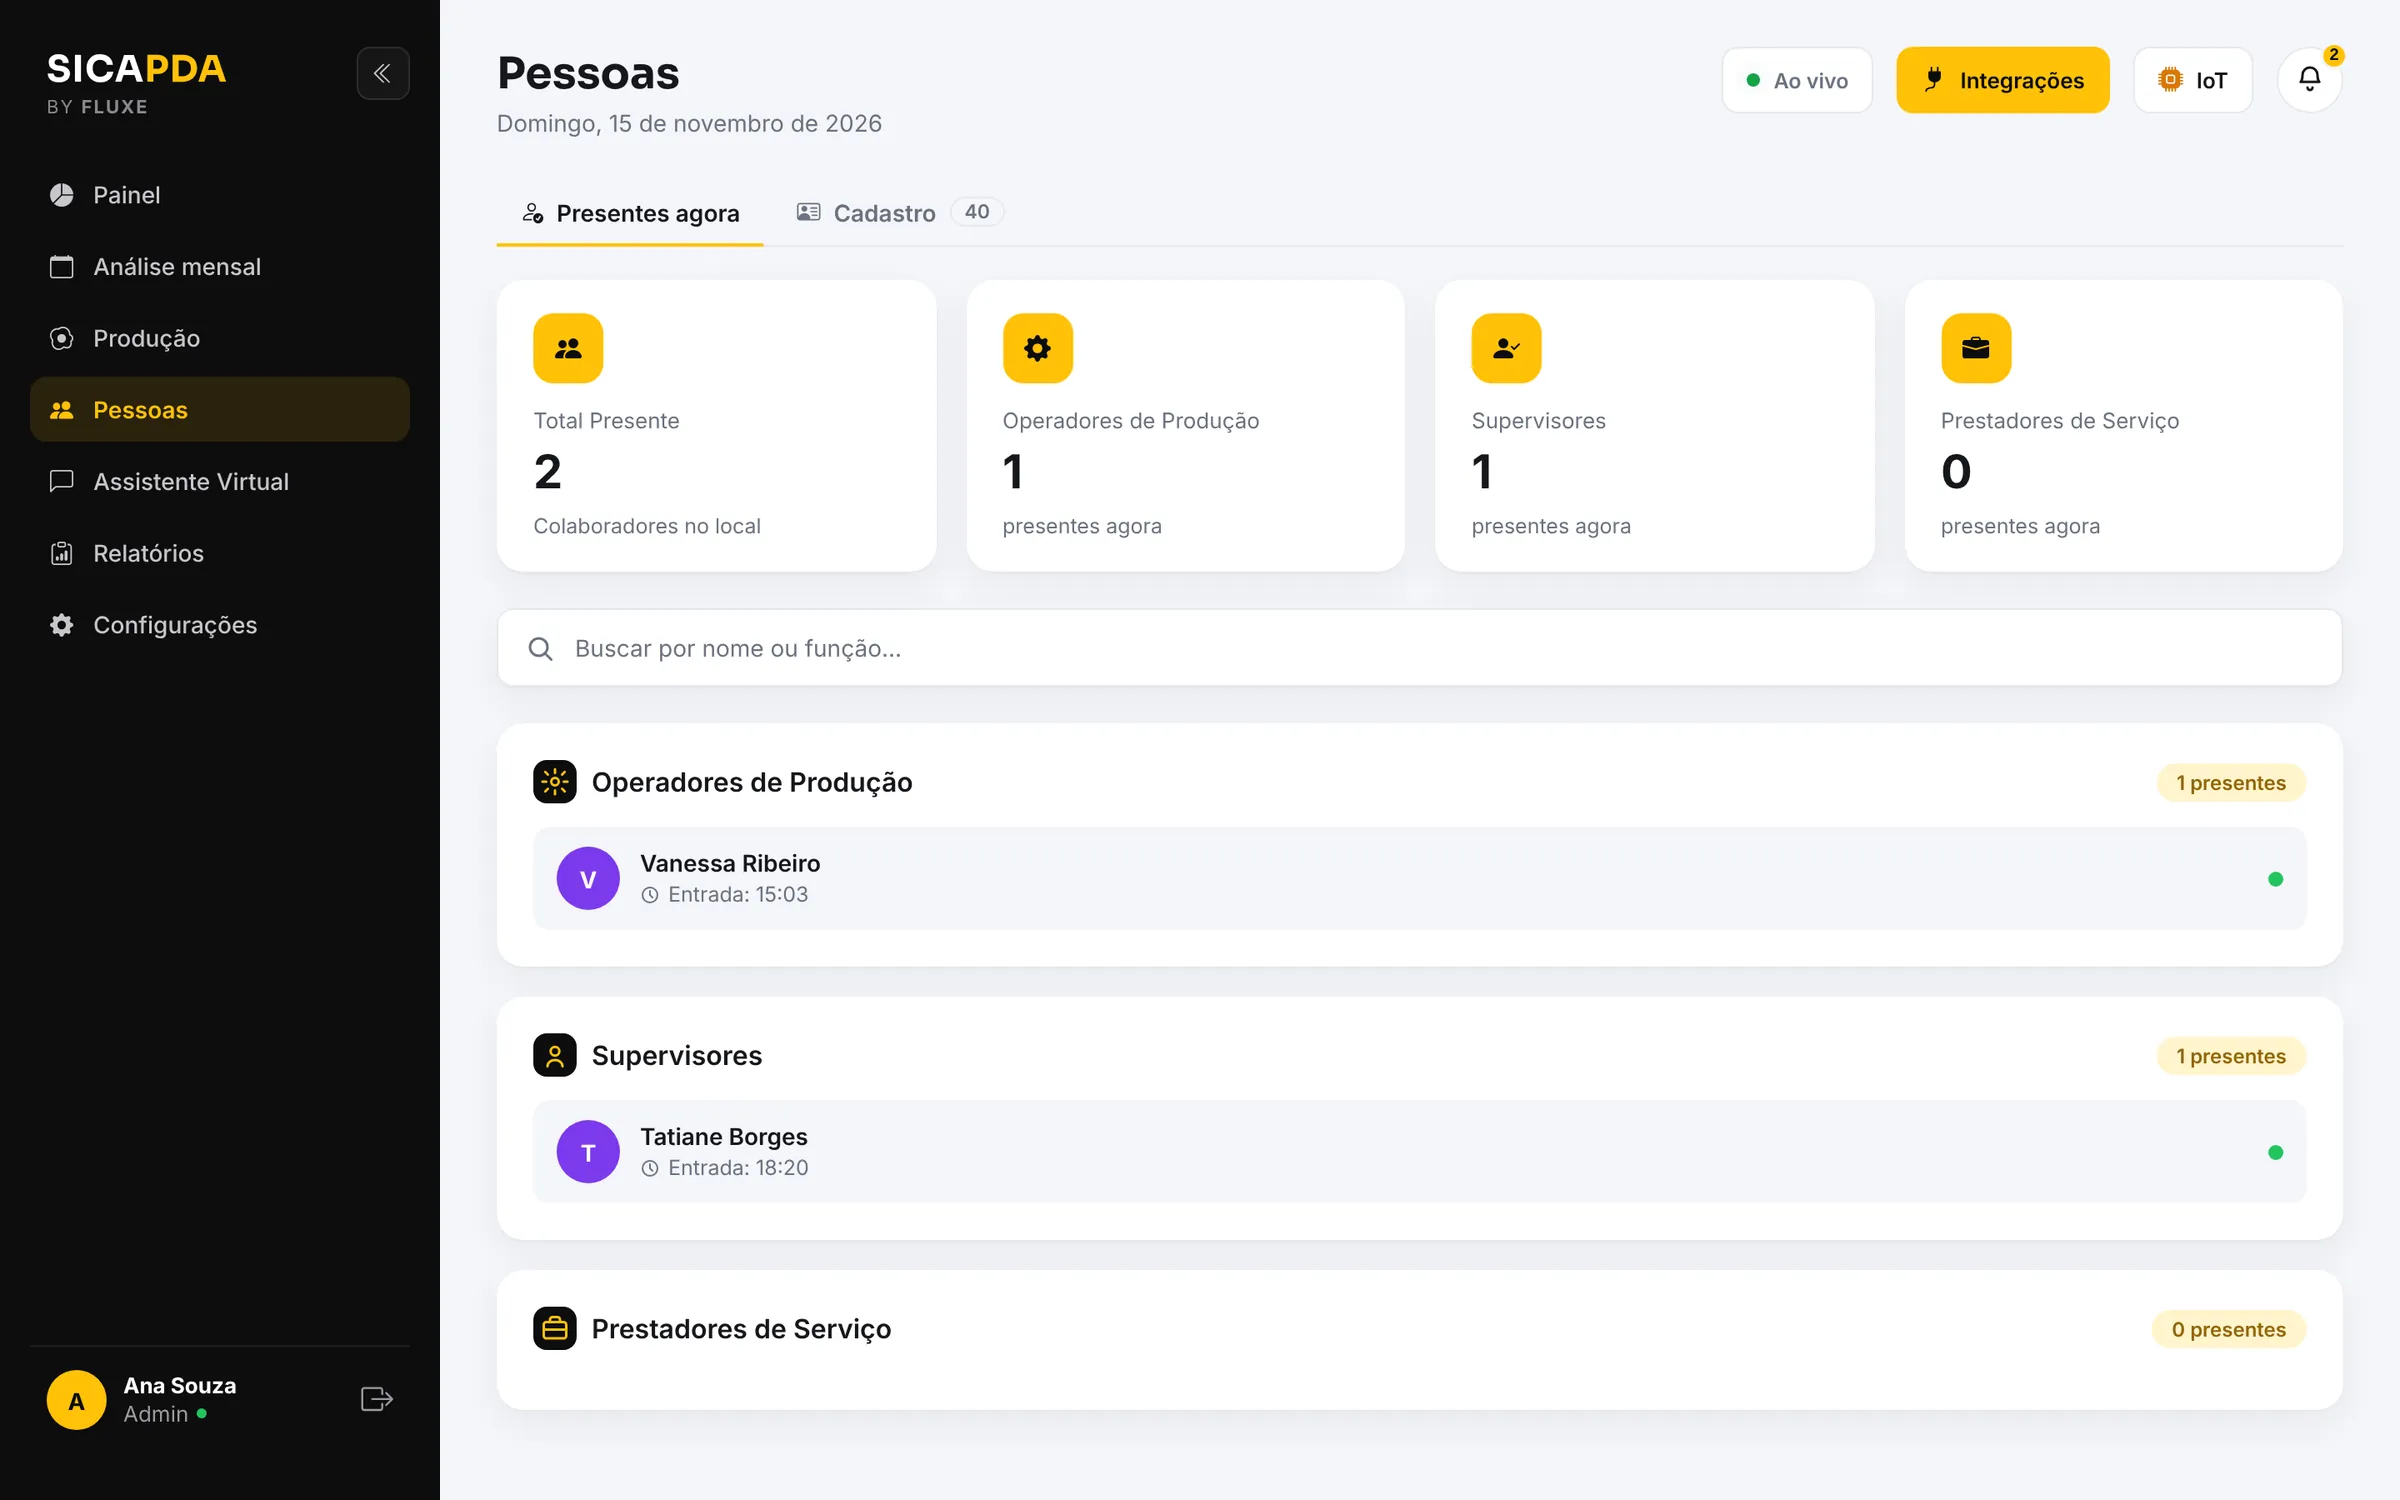 SICAPDA
BY FLUXE
Painel
Análise mensal
Produção
Pessoas
Assistente Virtual
Relatórios
Configurações
A
Ana Souza
Admin
Pessoas
Domingo, 15 de novembro de 2026
Ao vivo
Integrações
IoT
2
Presentes agora
Cadastro 40
Total Presente
2
Colaboradores no local
Operadores de Produção
1
presentes agora
Supervisores
1
presentes agora
Prestadores de Serviço
0
presentes agora
Buscar por nome ou função...
Operadores de Produção
1 presentes
V
Vanessa Ribeiro
Entrada: 15:03
Supervisores
1 presentes
T
Tatiane Borges
Entrada: 18:20
Prestadores de Serviço
0 presentes